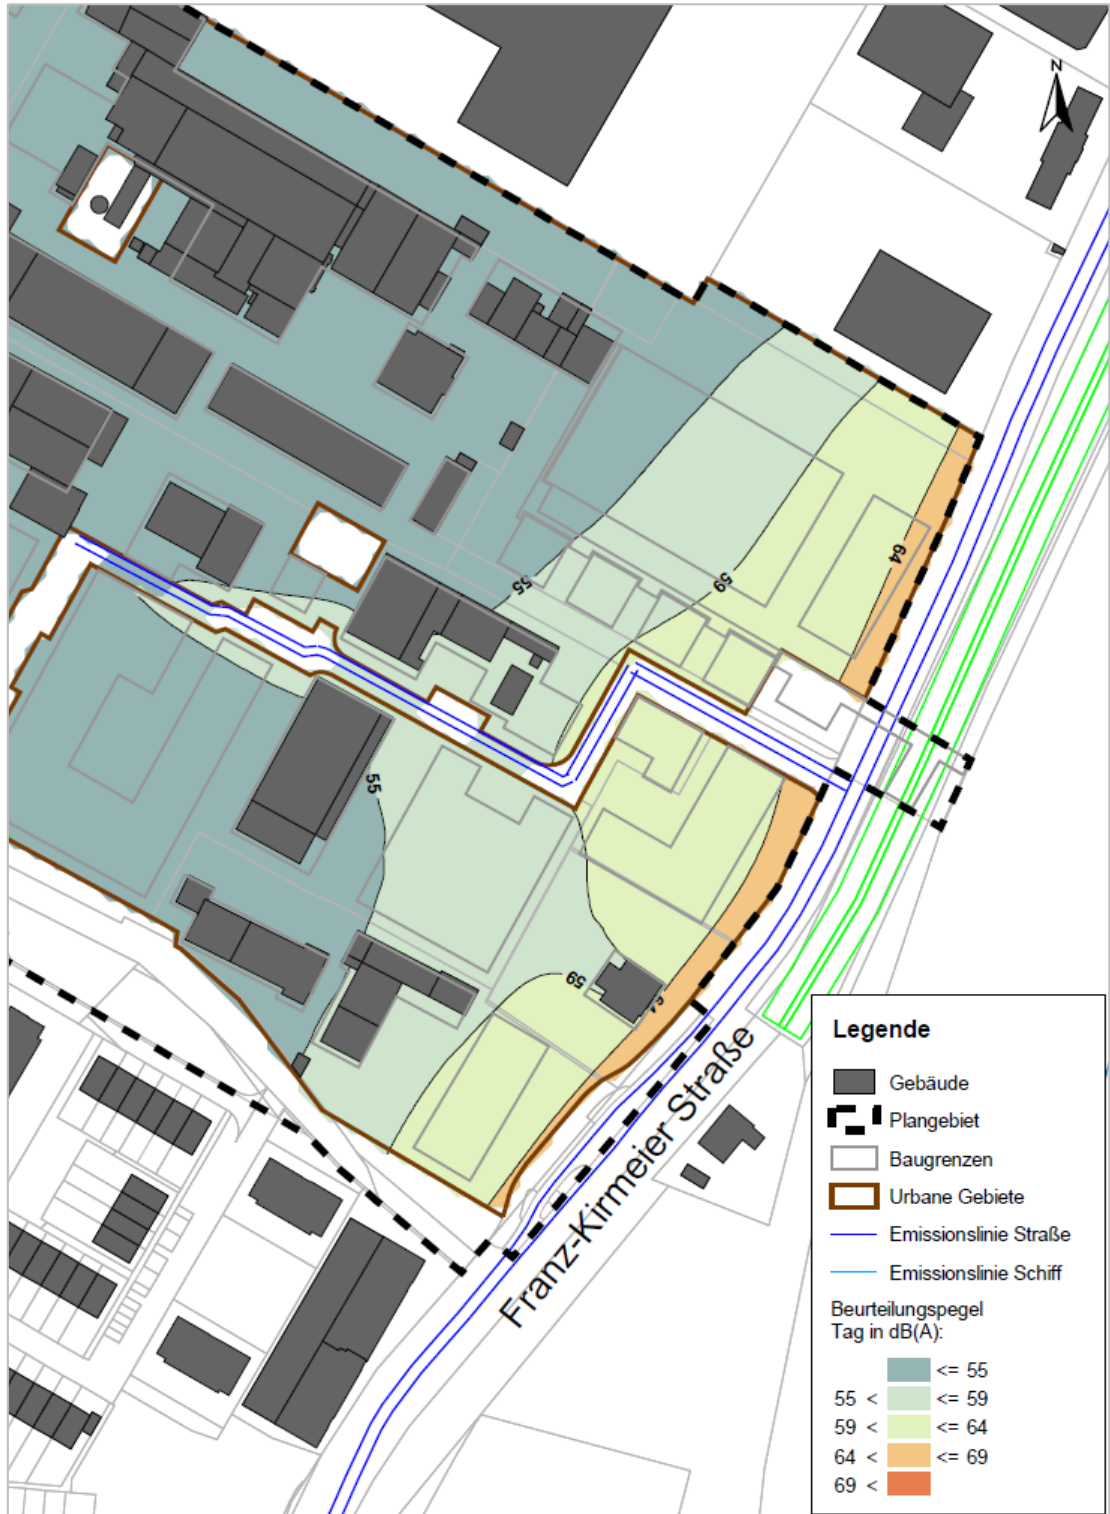 N
64
59
55
55
59
64
Franz-Kirmeier Straße
Legende
Gebäude
Plangebiet
Baugrenzen
Urbane Gebiete
Emissionslinie Straße
Emissionslinie Schiff
Beurteilungspegel
Tag in dB(A):
<= 55
55 < <= 59
59 < <= 64
64 < <= 69
69 <